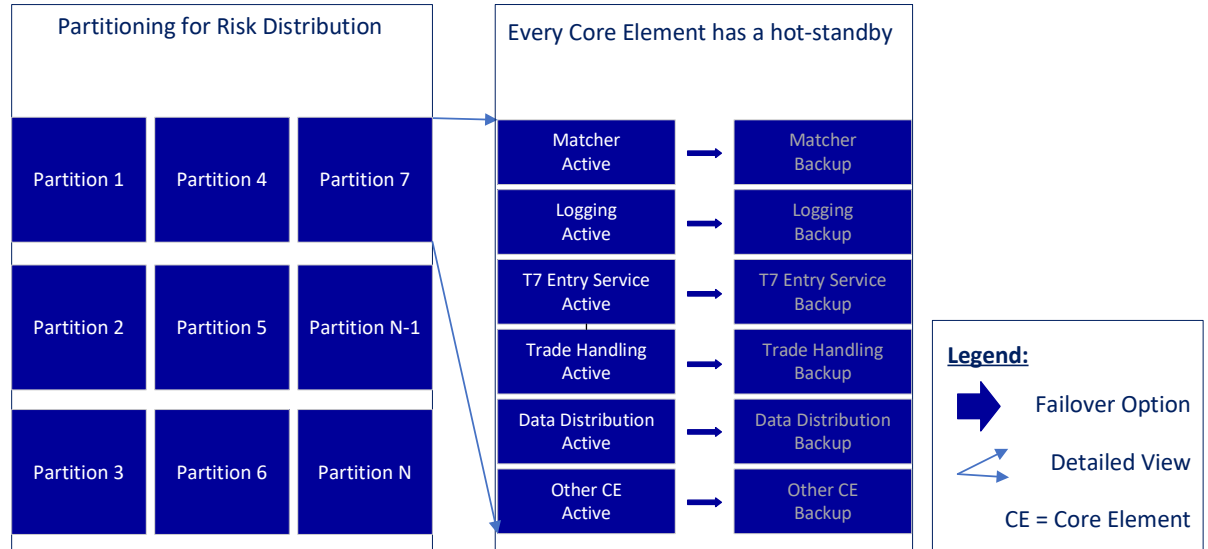 Partitioning for Risk Distribution
Partition 1
Partition 4
Partition 7
Partition 2
Partition 5
Partition N-1
Partition 3
Partition 6
Partition N
Every Core Element has a hot-standby
Matcher
Active
Matcher
Backup
Logging
Active
Logging
Backup
T7 Entry Service
Active
T7 Entry Service
Backup
Trade Handling
Active
Trade Handling
Backup
Data Distribution
Active
Data Distribution
Backup
Other CE
Active
Other CE
Backup
Legend:
Failover Option
Detailed View
CE = Core Element